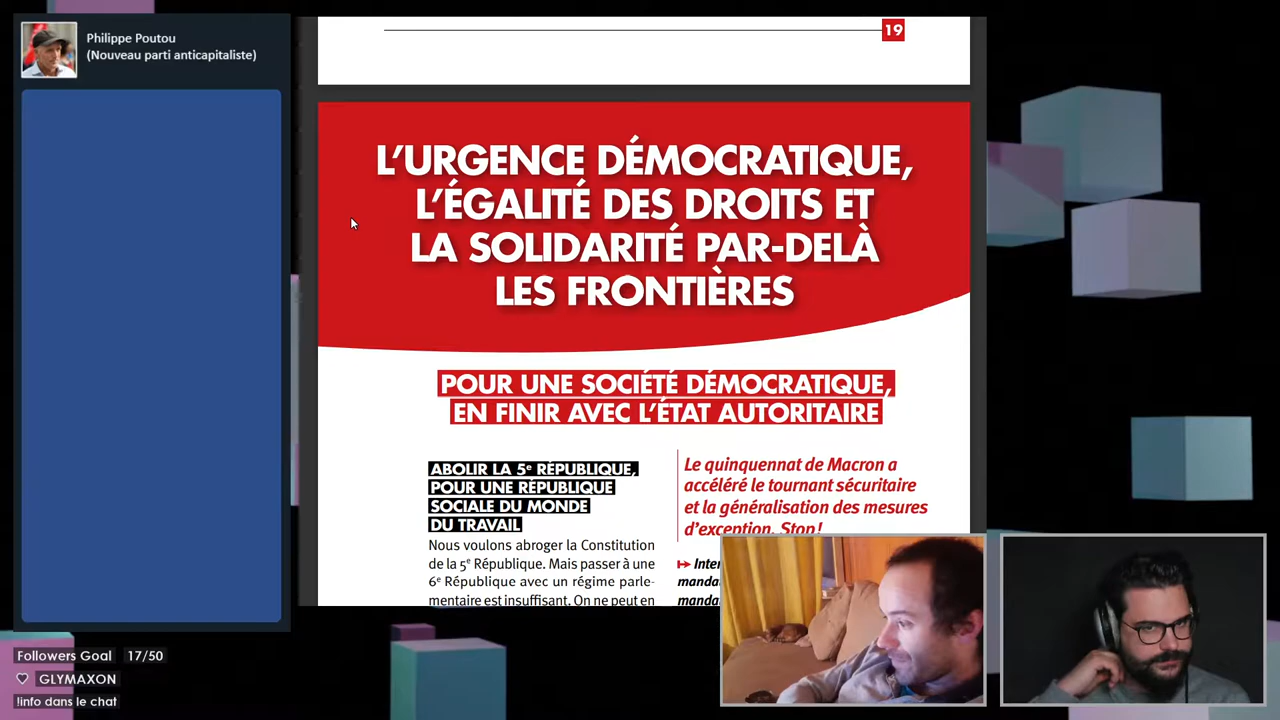 Philippe Poutou
(Nouveau parti anticapitaliste)
19
L'URGENCE DÉMOCRATIQUE,
L'ÉGALITÉ DES DROITS ET
LA SOLIDARITÉ PAR-DELÀ
LES FRONTIÈRES
POUR UNE SOCIÉTÉ DÉMOCRATIQUE,
EN FINIR AVEC L'ÉTAT AUTORITAIRE
ABOLIR LA 5e RÉPUBLIQUE,
POUR UNE RÉPUBLIQUE
SOCIALE DU MONDE
DU TRAVAIL
Nous voulons abroger la Constitution
de la 5e République. Mais passer à une
6e République avec un régime parle-
mentaire est insuffisant. On ne peut en
Le quinquennat de Macron a
accéléré le tournant sécuritaire
et la généralisation des mesures
d'exception. Stop !
Inter
manda
manda
Followers Goal 17/50
GLYMAXON
!info dans le chat